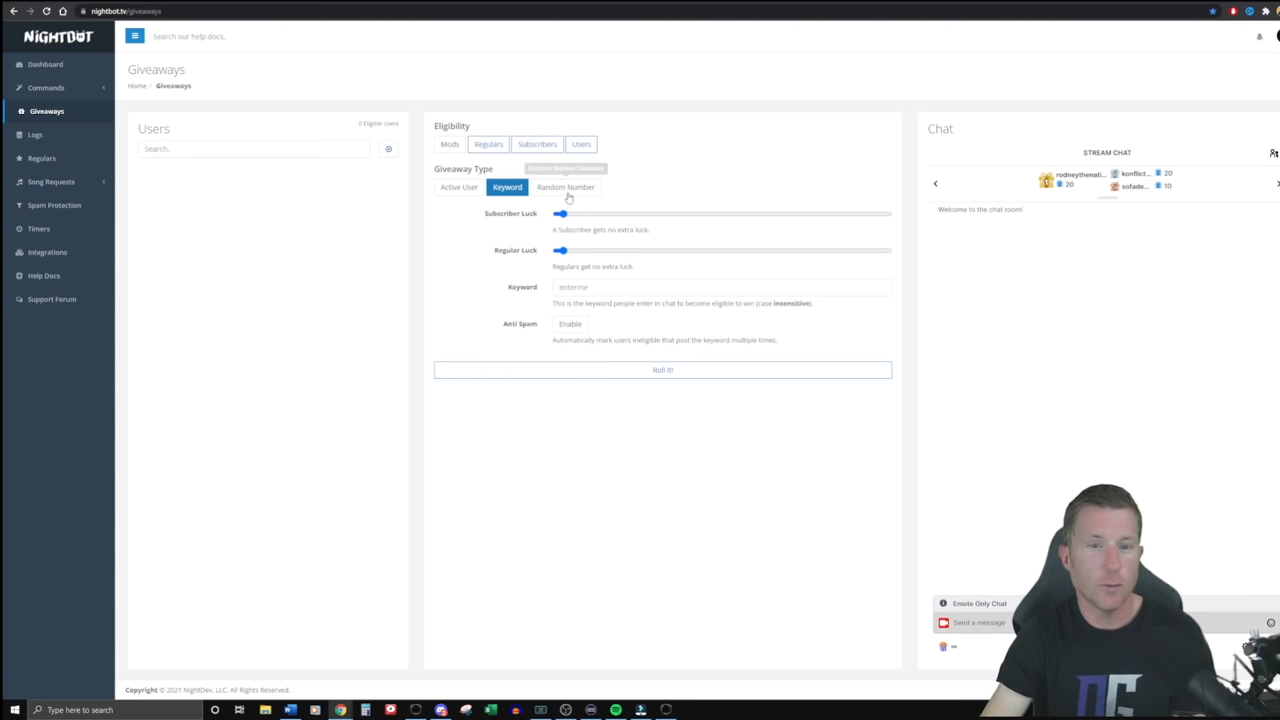 nightbot.tv/giveaways
NIGHTBOT
Search our help docs..
Dashboard
Commands
Giveaways
Logs
Regulars
Song Requests
Spam Protection
Timers
Integrations
Help Docs
Support Forum
Giveaways
Home / Giveaways
Users
0 Eligible Users
Search..
Eligibility
Mods Regulars Subscribers Users
Giveaway Type
Random Number Giveaway
Active User Keyword Random Number
Subscriber Luck
A Subscriber gets no extra luck.
Regular Luck
Regulars get no extra luck.
Keyword enterme
This is the keyword people enter in chat to become eligible to win (case insensitive).
Anti Spam Enable
Automatically mark users ineligible that post the keyword multiple times.
Roll It!
Chat
STREAM CHAT
rodneythenati... 20
konflict... 20
sofade... 10
Welcome to the chat room!
Emote Only Chat
Send a message
Copyright © 2021 NightDev, LLC. All Rights Reserved.
Type here to search